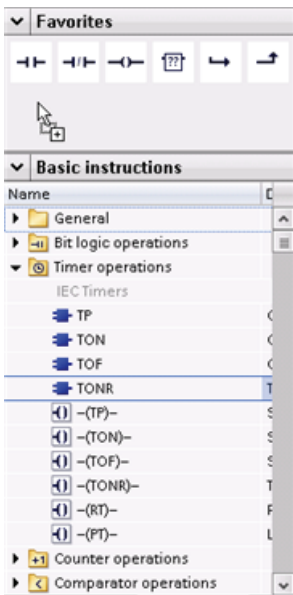 Favorites
??
Basic instructions
Name
General
Bit logic operations
Timer operations
IEC Timers
TP
TON
TOF
TONR
–(TP)–
–(TON)–
–(TOF)–
–(TONR)–
–(RT)–
–(PT)–
+1 Counter operations
Comparator operations